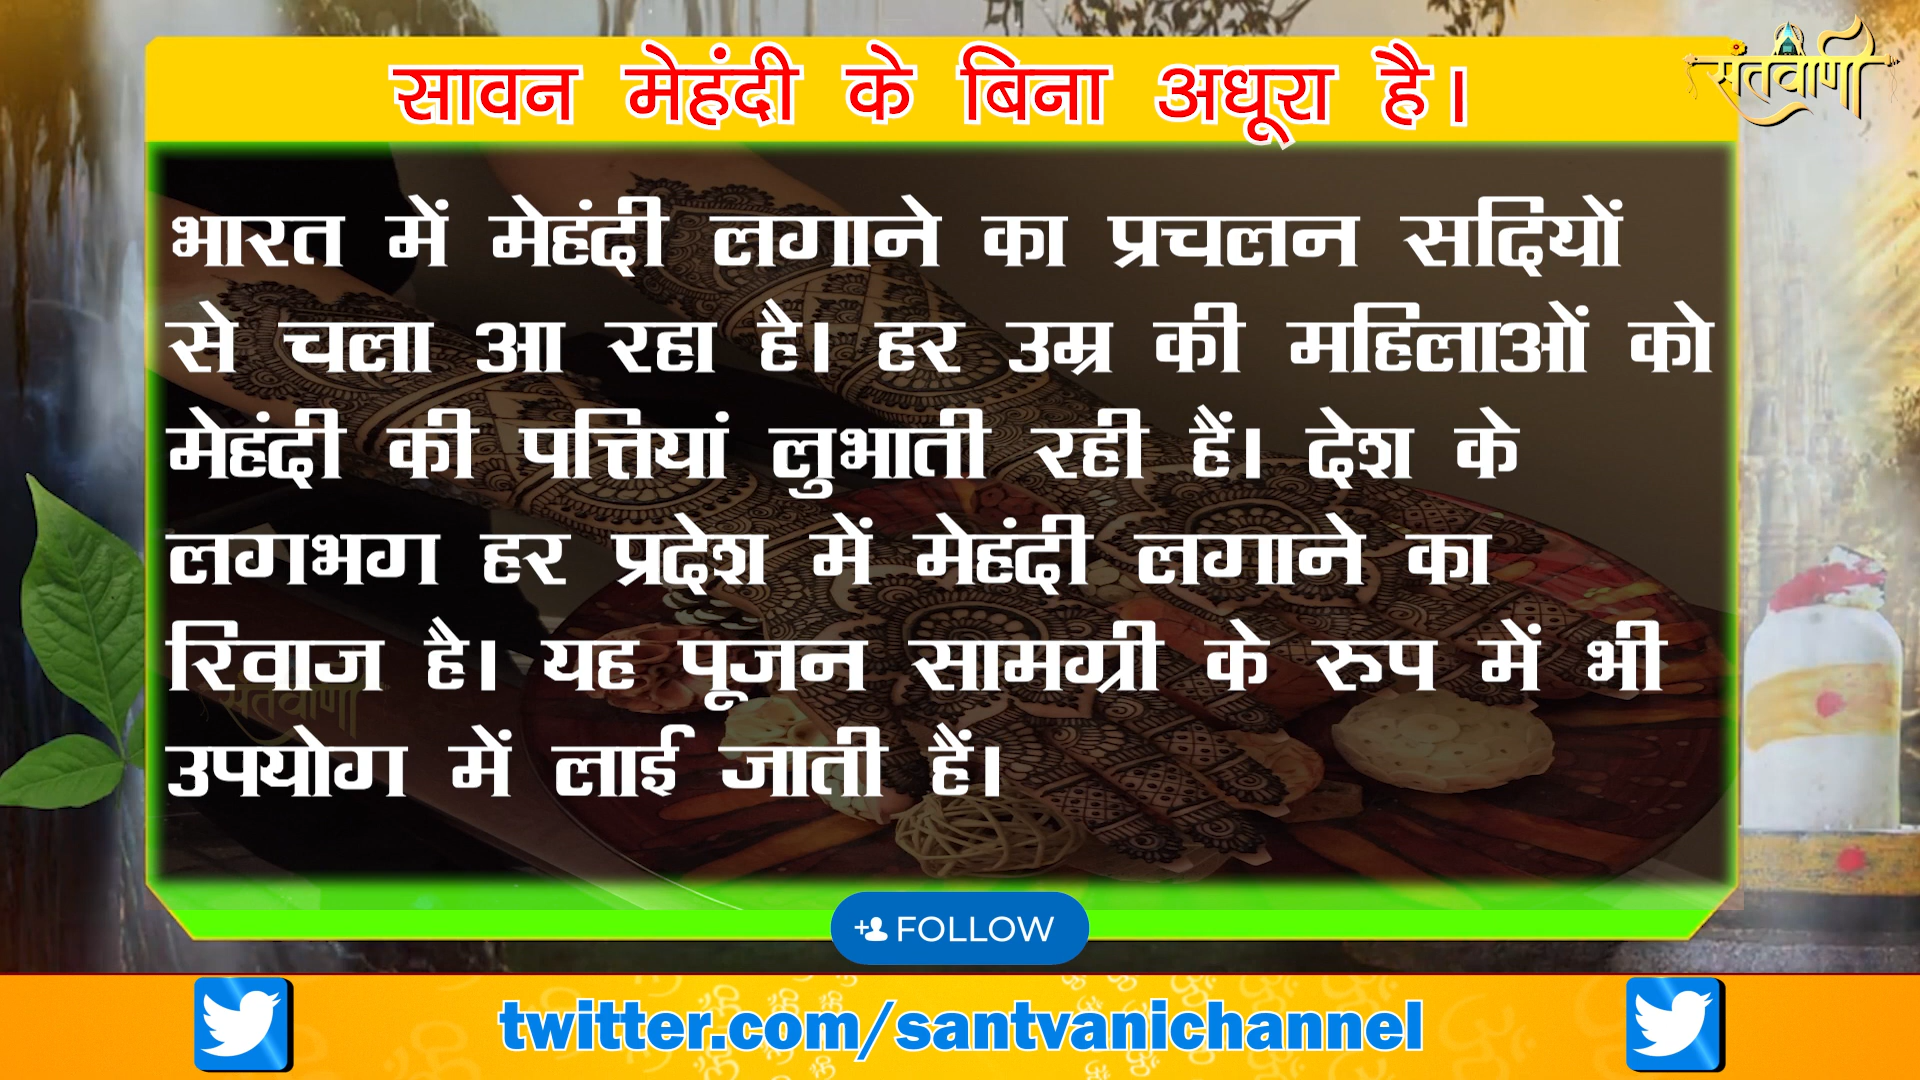 सावन मेहंदी के बिना अधूरा है।
संतवाणी
भारत में मेहंदी लगाने का प्रचलन सदियों
से चला आ रहा है। हर उम्र की महिलाओं को
मेहंदी की पत्तियां लुभाती रही हैं। देश के
लगभग हर प्रदेश में मेहंदी लगाने का
रिवाज है। यह पूजन सामग्री के रुप में भी
संतवाणी
उपयोग में लाई जाती हैं।
FOLLOW
twitter.com/santvanichannel